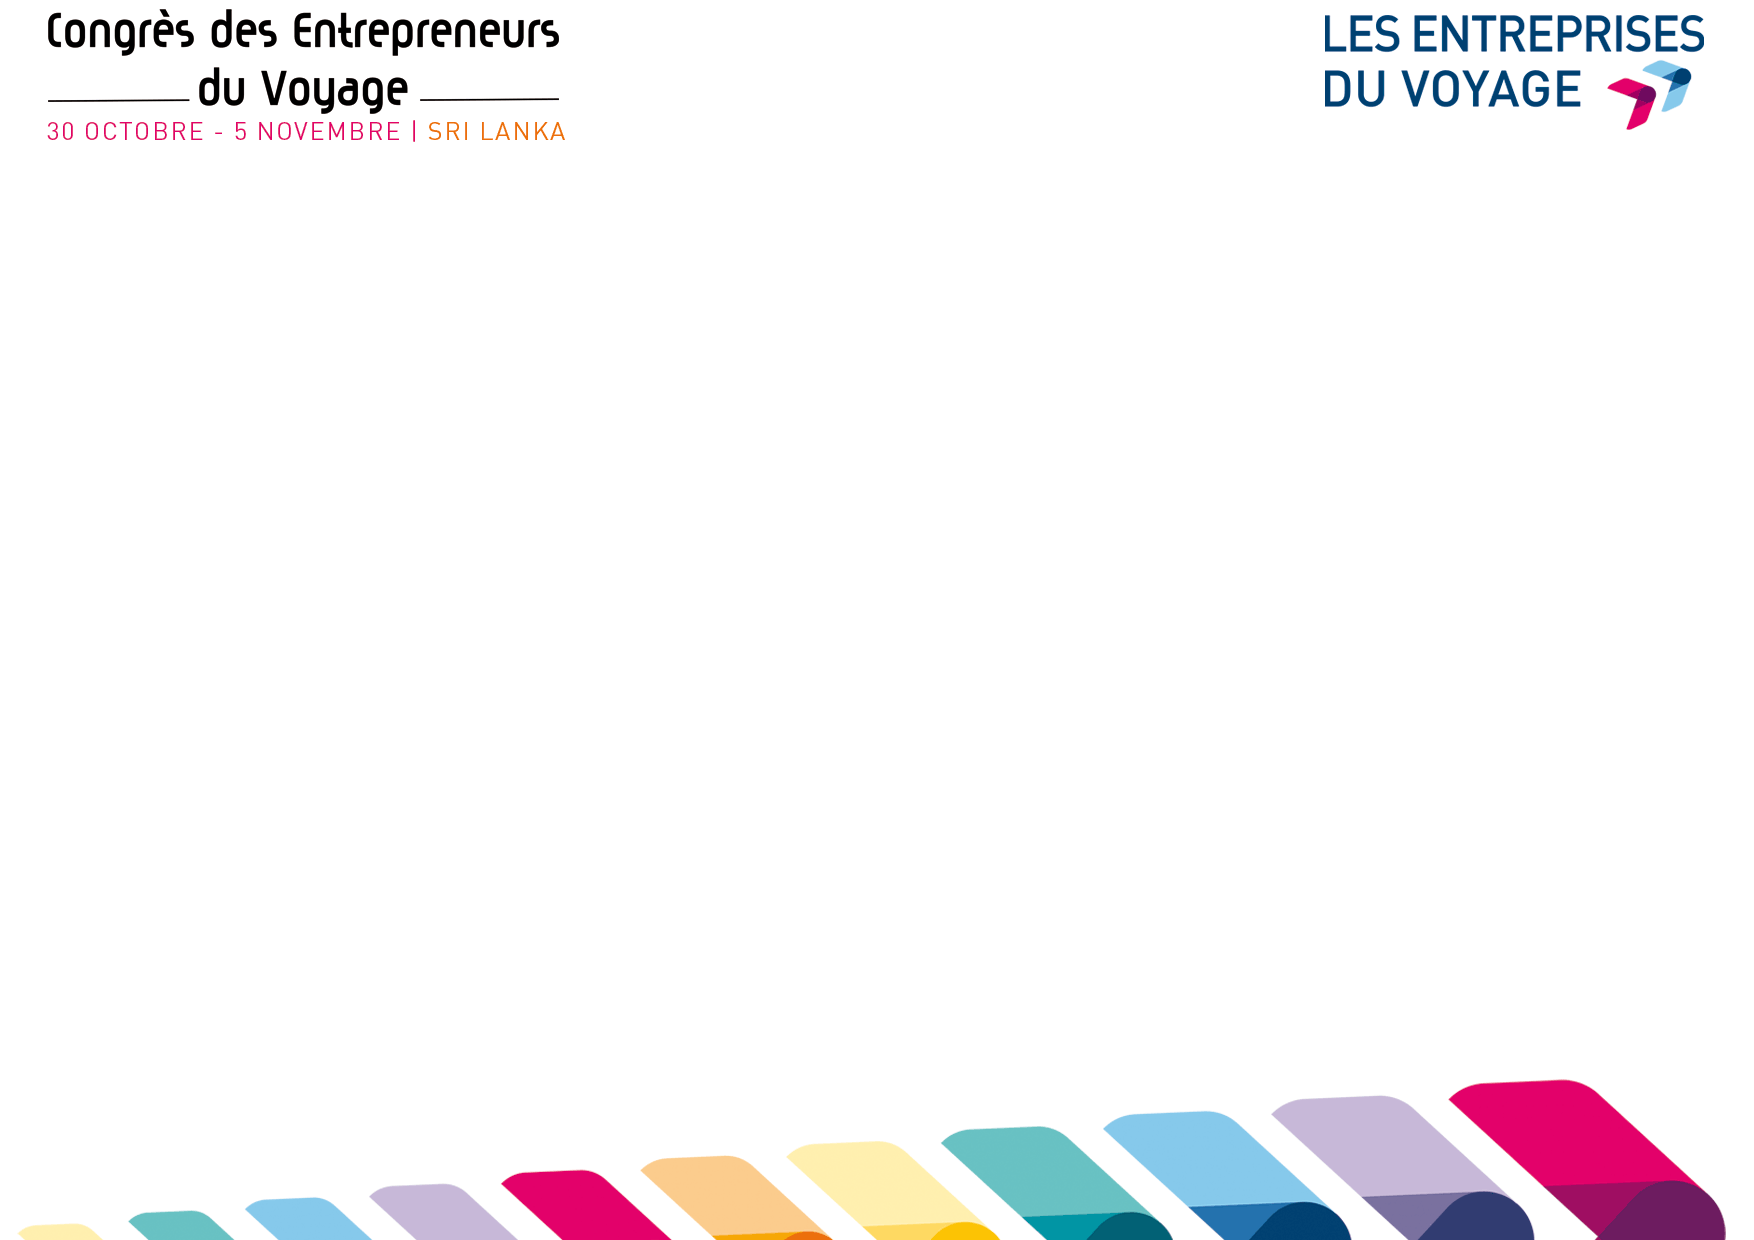 Congrès des Entrepreneurs
du Voyage
30 OCTOBRE - 5 NOVEMBRE | SRI LANKA
LES ENTREPRISES
DU VOYAGE